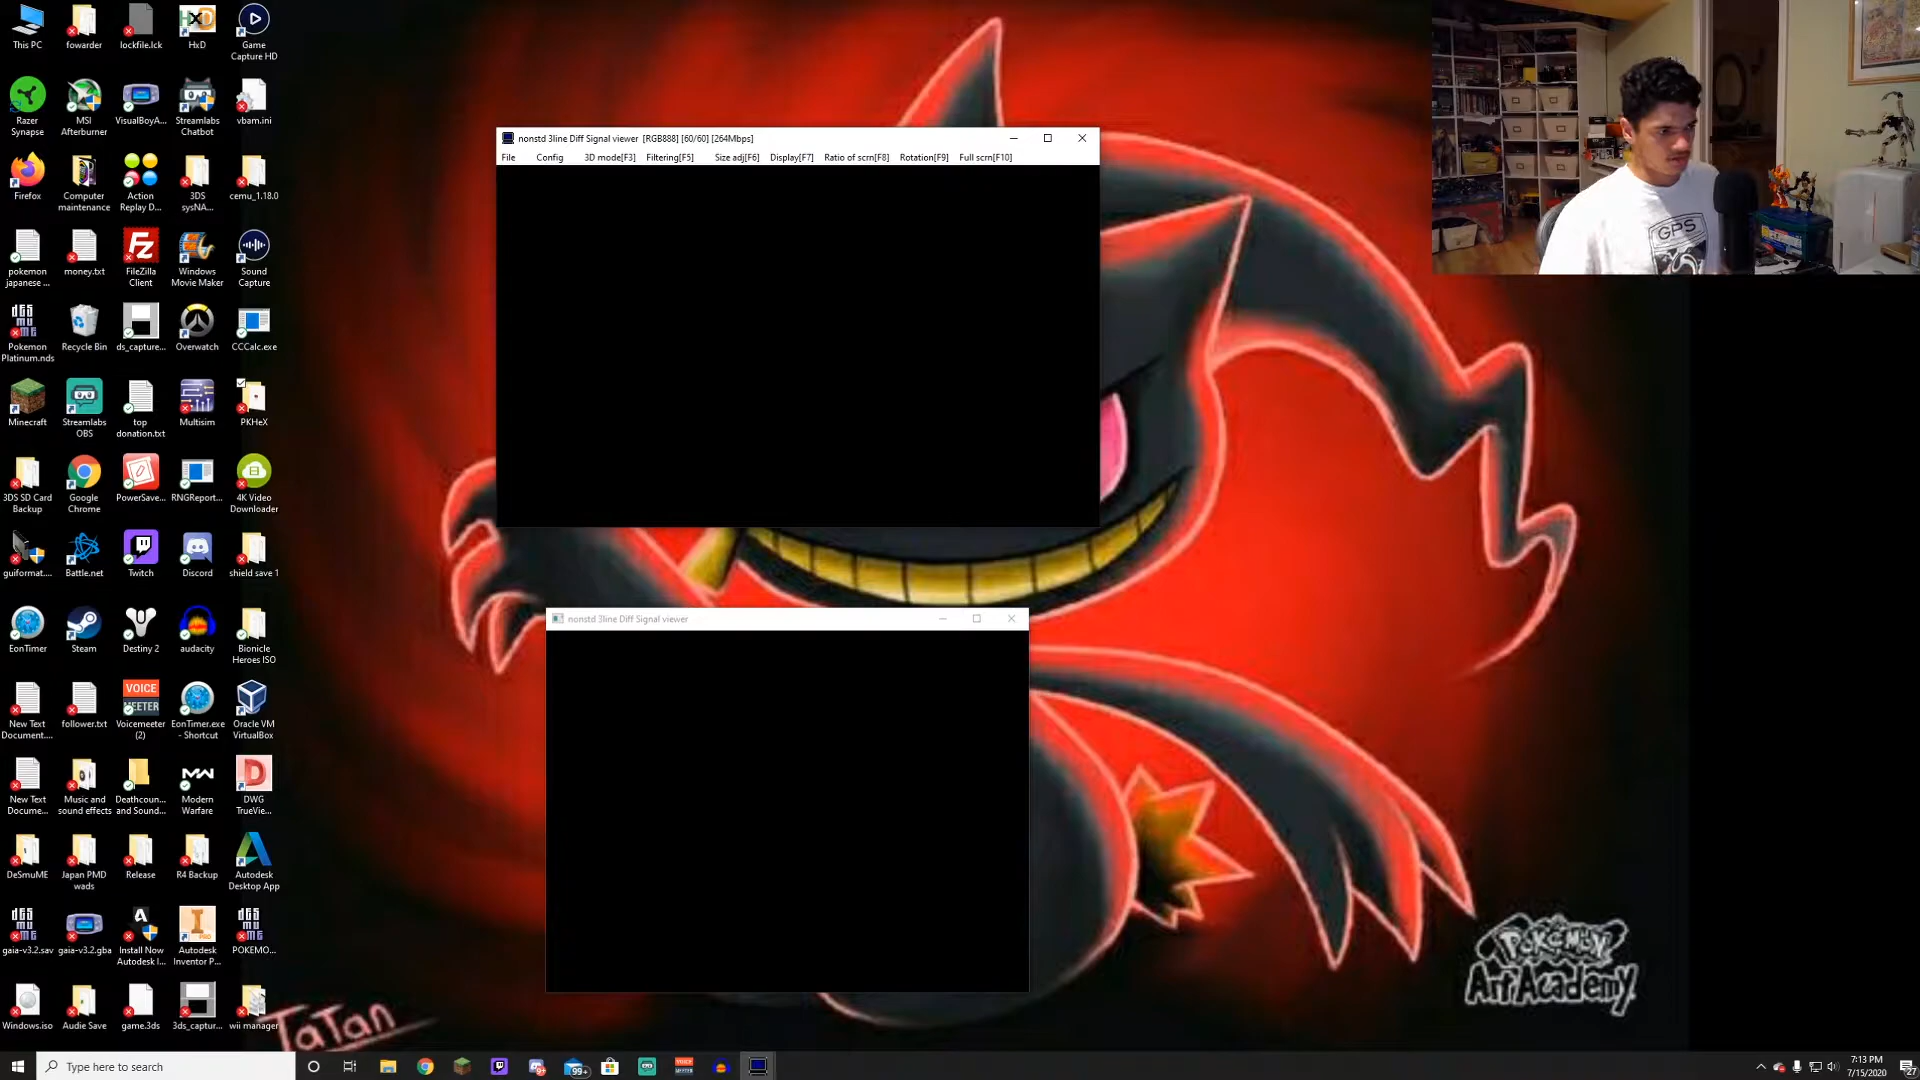 This PC
fowarder
lockfile.lck
HxD
Game
Capture HD
Razer
Synapse
MSI
Afterburner
VisualBoyA...
Streamlabs
Chatbot
vbam.ini
Firefox
Computer
maintenance
Action
Replay D...
3DS
sysNA...
cemu_1.18.0
pokemon
japanese ...
money.txt
FileZilla
Client
Windows
Movie Maker
Sound
Capture
Pokemon
Platinum.nds
Recycle Bin
ds_capture...
Overwatch
CCCalc.exe
Minecraft
Streamlabs
OBS
top
donation.txt
Multisim
PKHeX
3DS SD Card
Backup
Google
Chrome
PowerSave...
RNGReport...
4K Video
Downloader
guiformat....
Battle.net
Twitch
Discord
shield save 1
EonTimer
Steam
Destiny 2
audacity
Bionicle
Heroes ISO
New Text
Document....
follower.txt
VOICE
MEETER
Voicemeeter
(2)
EonTimer.exe
- Shortcut
Oracle VM
VirtualBox
New Text
Docume...
Music and
sound effects
Deathcoun...
and Sound...
Modern
Warfare
DWG
TrueVie...
DeSmuME
Japan PMD
wads
Release
R4 Backup
Autodesk
Desktop App
gaia-v3.2.sav
gaia-v3.2.gba
Install Now
Autodesk I...
Autodesk
Inventor P...
POKEMO...
Windows.iso
Audie Save
game.3ds
3ds_captur...
wii manager
nonstd 3line Diff Signal viewer [RGB888] [60/60] [264Mbps]
File Config 3D mode[F3] Filtering[F5] Size adj[F6] Display[F7] Ratio of scrn[F8] Rotation[F9] Full scrn[F10]
nonstd 3line Diff Signal viewer
GPS
POKéMON
Art Academy
TaTan
Type here to search
99+
7:13 PM
7/15/2020
27